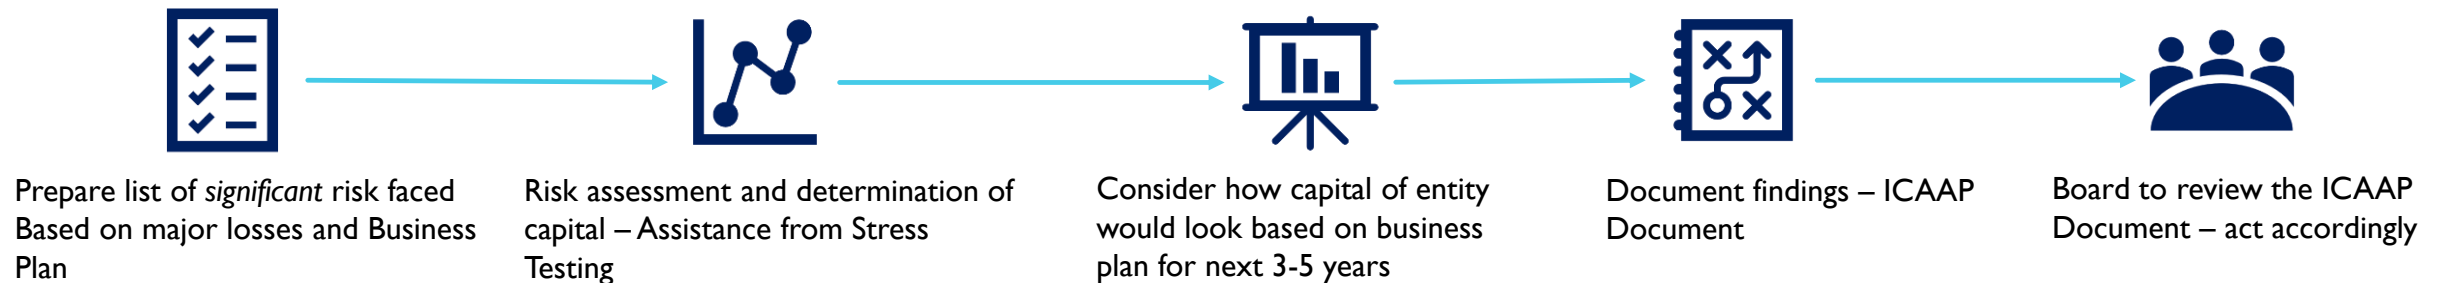 Prepare list of significant risk faced
Based on major losses and Business
Plan
Risk assessment and determination of
capital – Assistance from Stress
Testing
Consider how capital of entity
would look based on business
plan for next 3-5 years
Document findings – ICAAP
Document
Board to review the ICAAP
Document – act accordingly